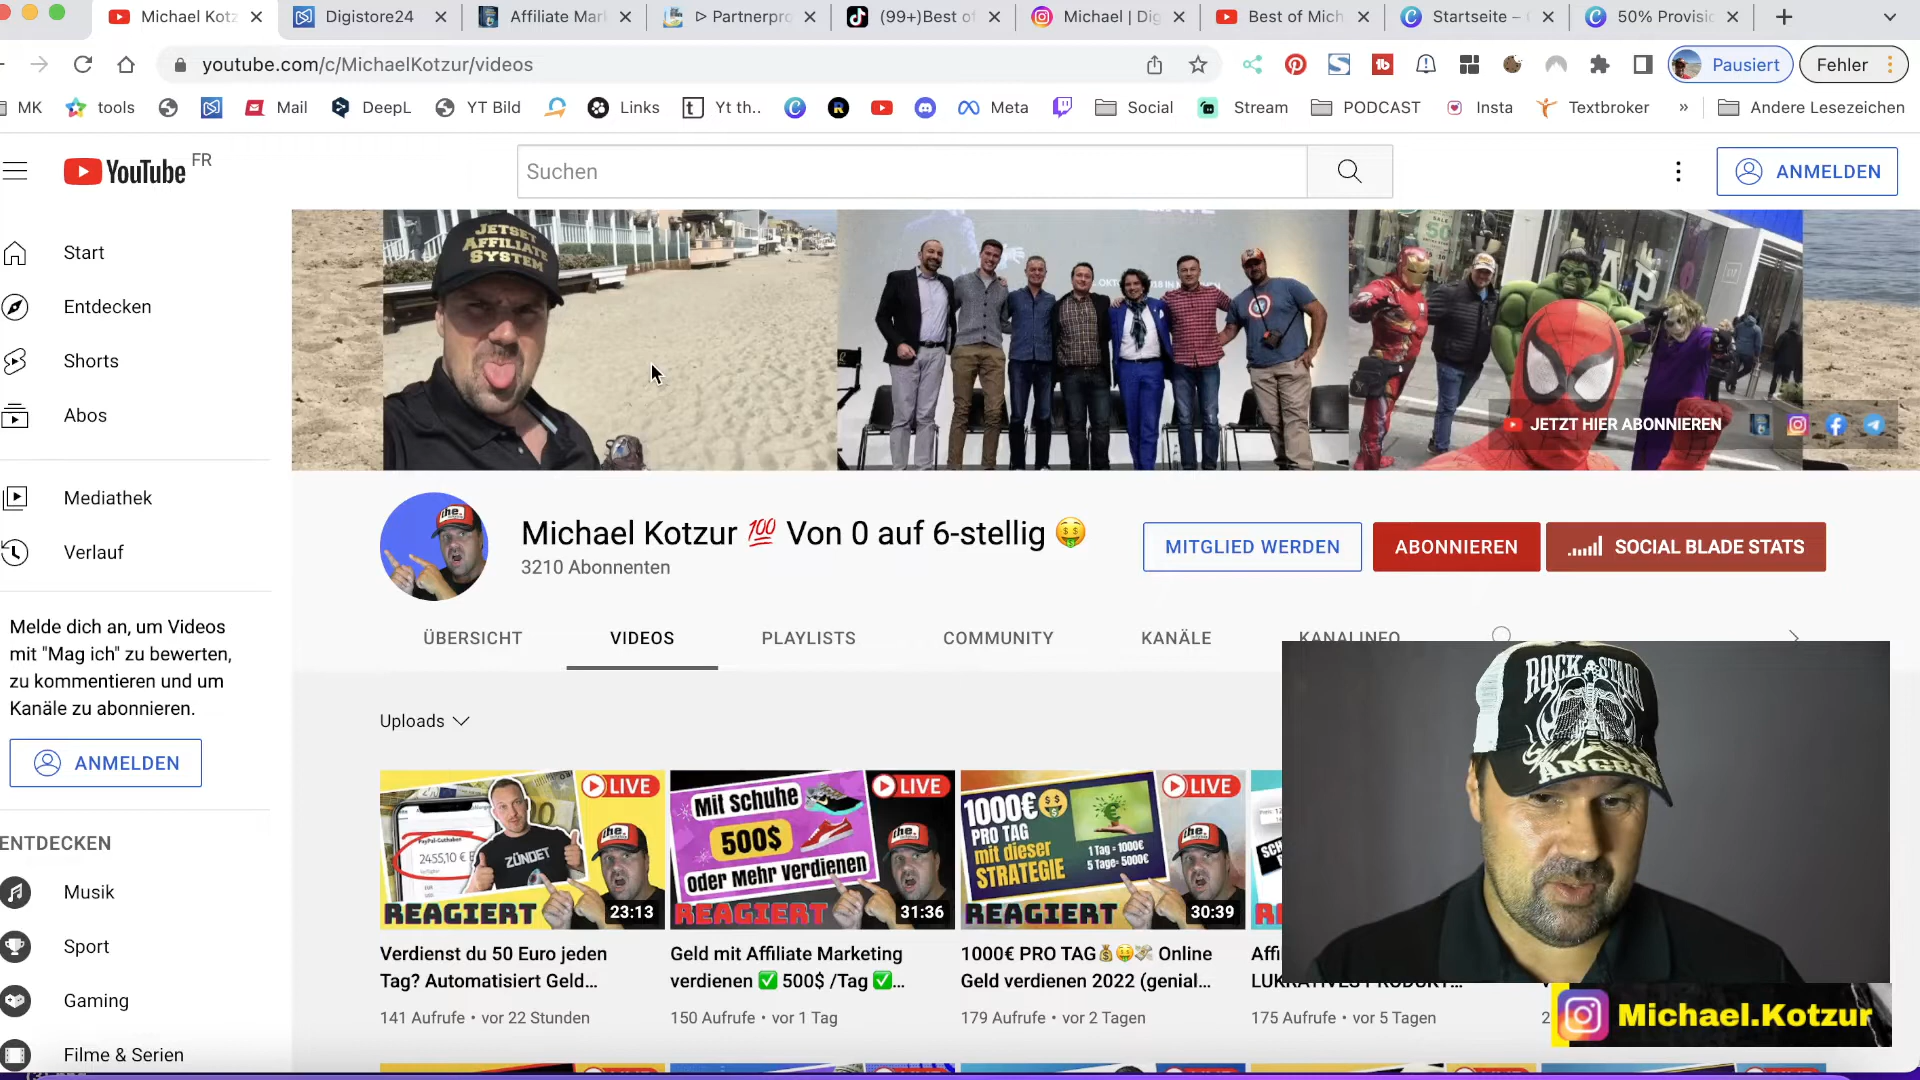 Michael Kotz
Digistore24
Affiliate Mar
ᐅ Partnerpro
(99+)Best of
Michael | Dig
Best of Mich
Startseite –
50% Provisio
youtube.com/c/MichaelKotzur/videos
Pausiert
Fehler
MK
tools
Mail
DeepL
YT Bild
Links
Yt th..
Meta
Social
Stream
PODCAST
Insta
Textbroker
»
Andere Lesezeichen
YouTube FR
Suchen
ANMELDEN
Start
Entdecken
Shorts
Abos
Mediathek
Verlauf
Melde dich an, um Videos
mit "Mag ich" zu bewerten,
zu kommentieren und um
Kanäle zu abonnieren.
ANMELDEN
ENTDECKEN
Musik
Sport
Gaming
Filme & Serien
JETSET
AFFILIATE
SYSTEM
JETZT HIER ABONNIEREN
Michael Kotzur 💯 Von 0 auf 6-stellig 🤑
3210 Abonnenten
MITGLIED WERDEN
ABONNIEREN
SOCIAL BLADE STATS
ÜBERSICHT
VIDEOS
PLAYLISTS
COMMUNITY
KANÄLE
KANALINFO
Uploads
LIVE
PayPal-Guthaben
2455,10 €
ZÜNDET
the.
REAGIERT
23:13
Verdienst du 50 Euro jeden
Tag? Automatisiert Geld...
141 Aufrufe • vor 22 Stunden
LIVE
Mit Schuhe
500$
oder Mehr verdienen
the.
REAGIERT
31:36
Geld mit Affiliate Marketing
verdienen ✅ 500$ /Tag ✅...
150 Aufrufe • vor 1 Tag
LIVE
1000€
PRO TAG
mit dieser
STRATEGIE
1 Tag = 1000€
5 Tage= 5000€
the.
REAGIERT
30:39
1000€ PRO TAG💰🤑💸 Online
Geld verdienen 2022 (genial...
179 Aufrufe • vor 2 Tagen
175 Aufrufe • vor 5 Tagen
ROCK STARS
ANGELS
Michael.Kotzur